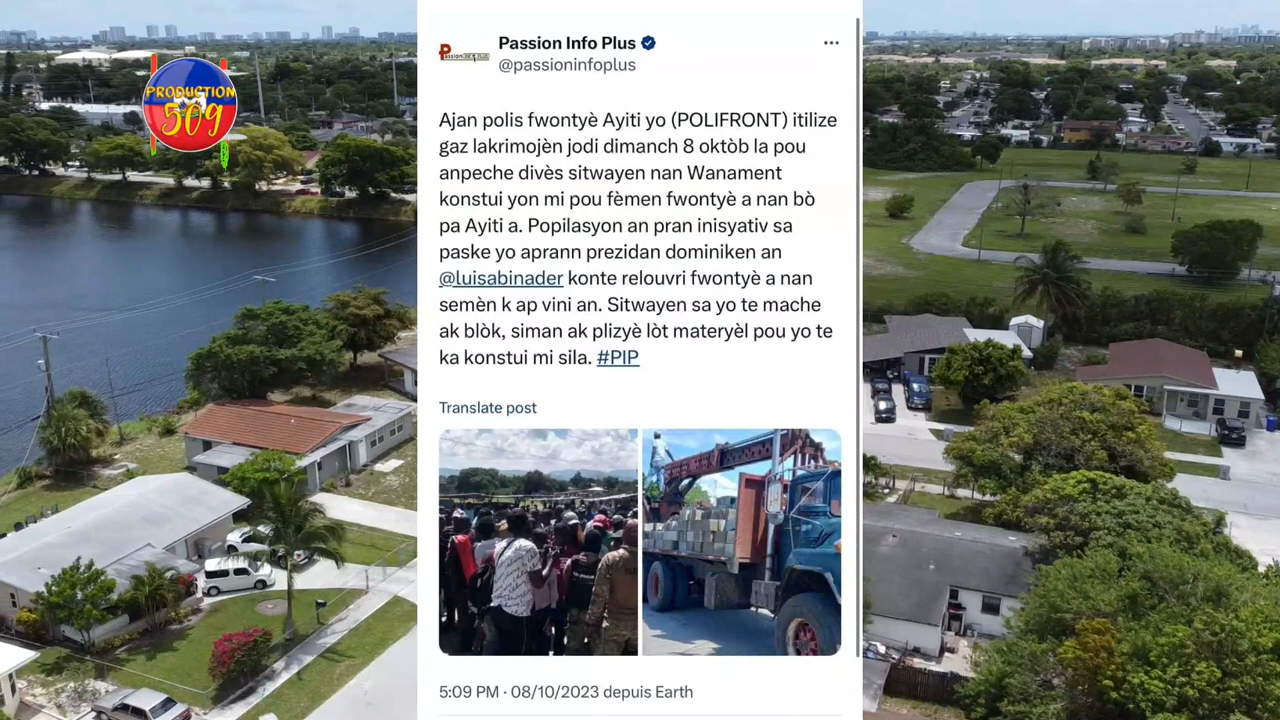 PRODUCTION
509
Passion Info Plus
@passioninfoplus
Ajan polis fwontyè Ayiti yo (POLIFRONT) itilize
gaz lakrimojèn jodi dimanch 8 oktòb la pou
anpeche divès sitwayen nan Wanament
konstui yon mi pou fèmen fwontyè a nan bò
pa Ayiti a. Popilasyon an pran inisyativ sa
paske yo aprann prezidan dominiken an
@luisabinader konte relouvri fwontyè a nan
semèn k ap vini an. Sitwayen sa yo te mache
ak blòk, siman ak plizyè lòt materyèl pou yo te
ka konstui mi sila. #PIP
Translate post
5:09 PM · 08/10/2023 depuis Earth